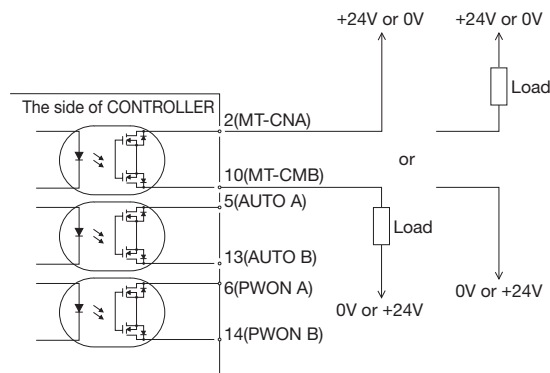 +24V or 0V
+24V or 0V
Load
The side of CONTROLLER
2(MT-CNA)
or
10(MT-CMB)
5(AUTO A)
Load
13(AUTO B)
6(PWON A)
0V or +24V
0V or +24V
14(PWON B)